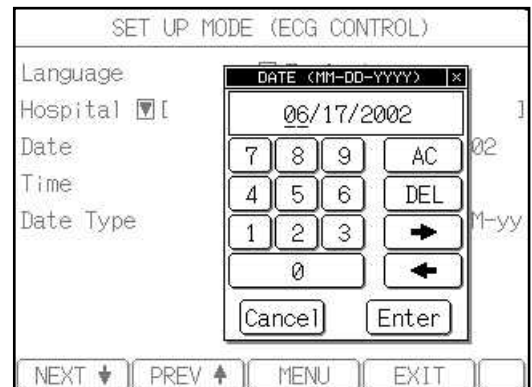 SET UP MODE (ECG CONTROL)
Language
DATE (MM-DD-YYYY) ×
Hospital ▼[ ]
06/17/2002
Date 02
7 8 9 AC
Time
4 5 6 DEL
Date Type M-yy
1 2 3 →
0 ←
Cancel Enter
NEXT ↓ PREV ↑ MENU EXIT